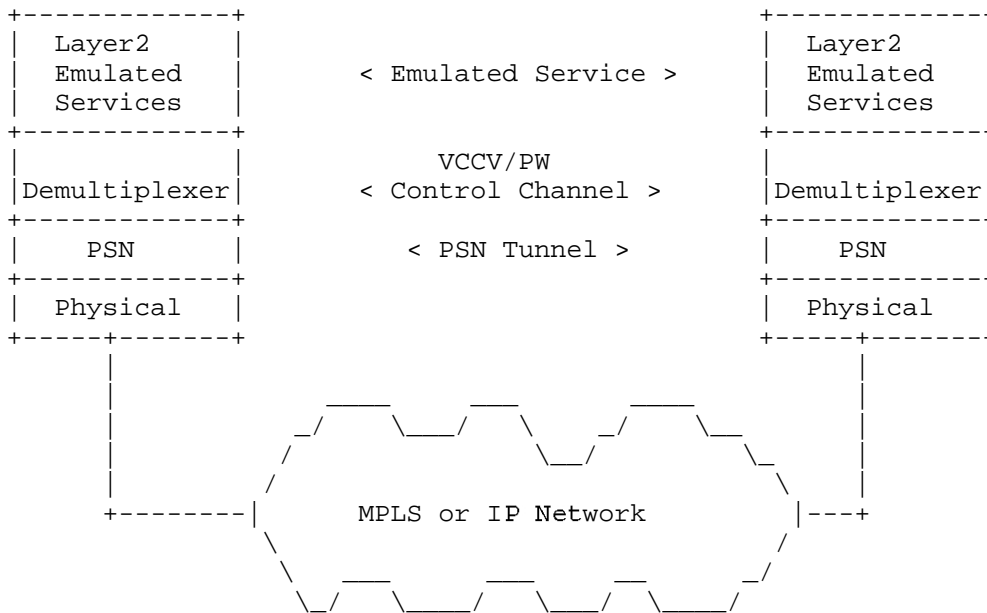 Layer2 Layer2
Emulated < Emulated Service > Emulated
Services Services
VCCV/PW
Demultiplexer < Control Channel > Demultiplexer
PSN < PSN Tunnel > PSN
Physical Physical
MPLS or IP Network